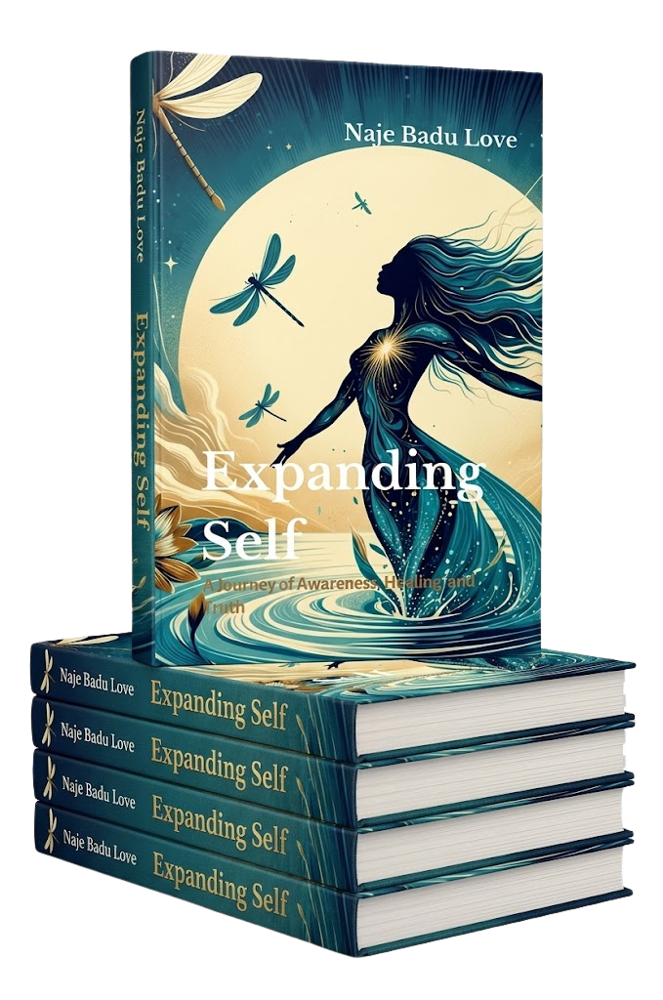 Naje Badu Love
Expanding
Self
A Journey of Awareness, Healing, and
Truth
Naje Badu Love
Expanding Self
Naje Badu Love
Expanding Self
Naje Badu Love
Expanding Self
Naje Badu Love
Expanding Self
Naje Badu Love
Expanding Self